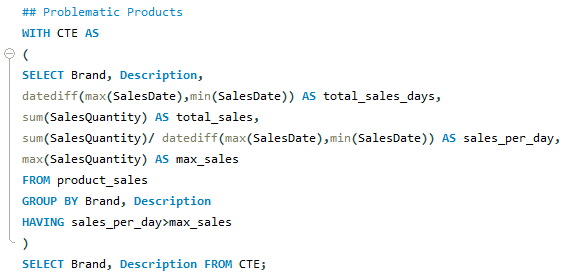 ## Problematic Products
WITH CTE AS
(
SELECT Brand, Description,
datediff(max(SalesDate),min(SalesDate)) AS total_sales_days,
sum(SalesQuantity) AS total_sales,
sum(SalesQuantity)/ datediff(max(SalesDate),min(SalesDate)) AS sales_per_day,
max(SalesQuantity) AS max_sales
FROM product_sales
GROUP BY Brand, Description
HAVING sales_per_day>max_sales
)
SELECT Brand, Description FROM CTE;